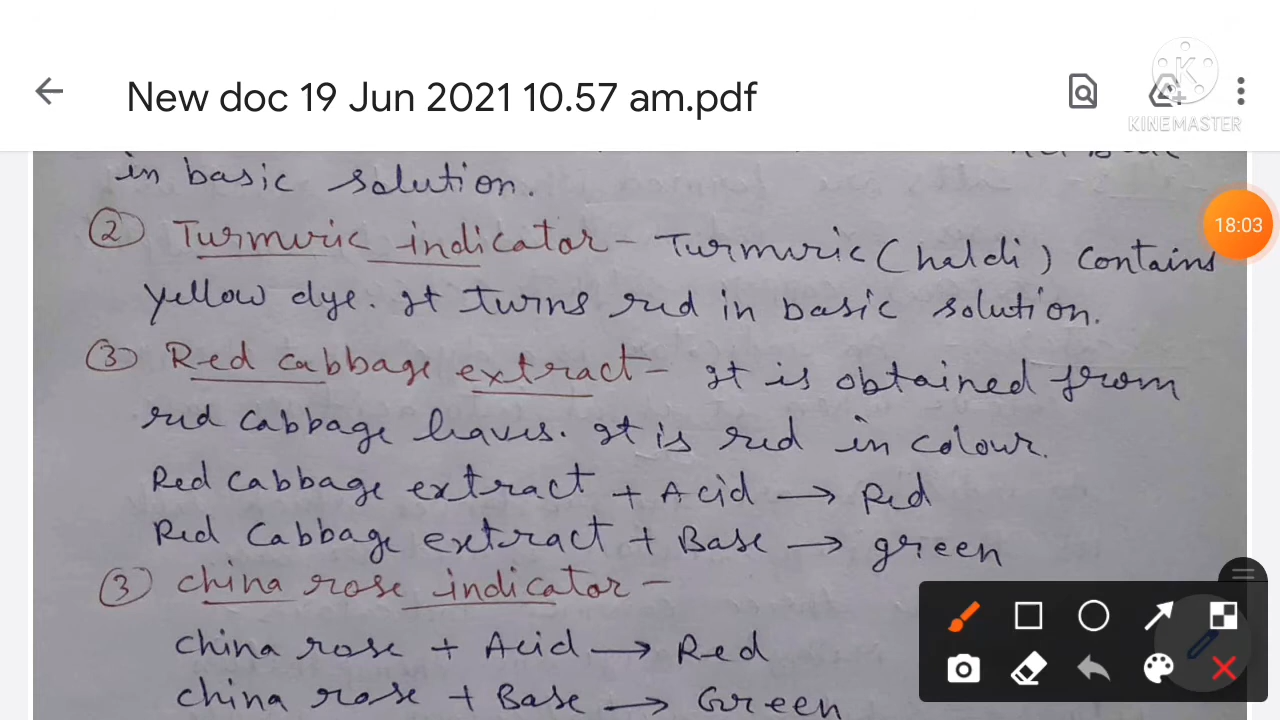 New doc 19 Jun 2021 10.57 am.pdf
KINEMASTER
in basic solution.
18:03
② Turmuric indicator - Turmuric (haldi) contains
yellow dye. It turns red in basic solution.
③ Red cabbage extract - It is obtained from
red cabbage leaves. It is red in colour.
Red cabbage extract + Acid → Red
Red Cabbage extract + Base → green
③ china rose indicator -
china rose + Acid → Red
china rose + Base → Green